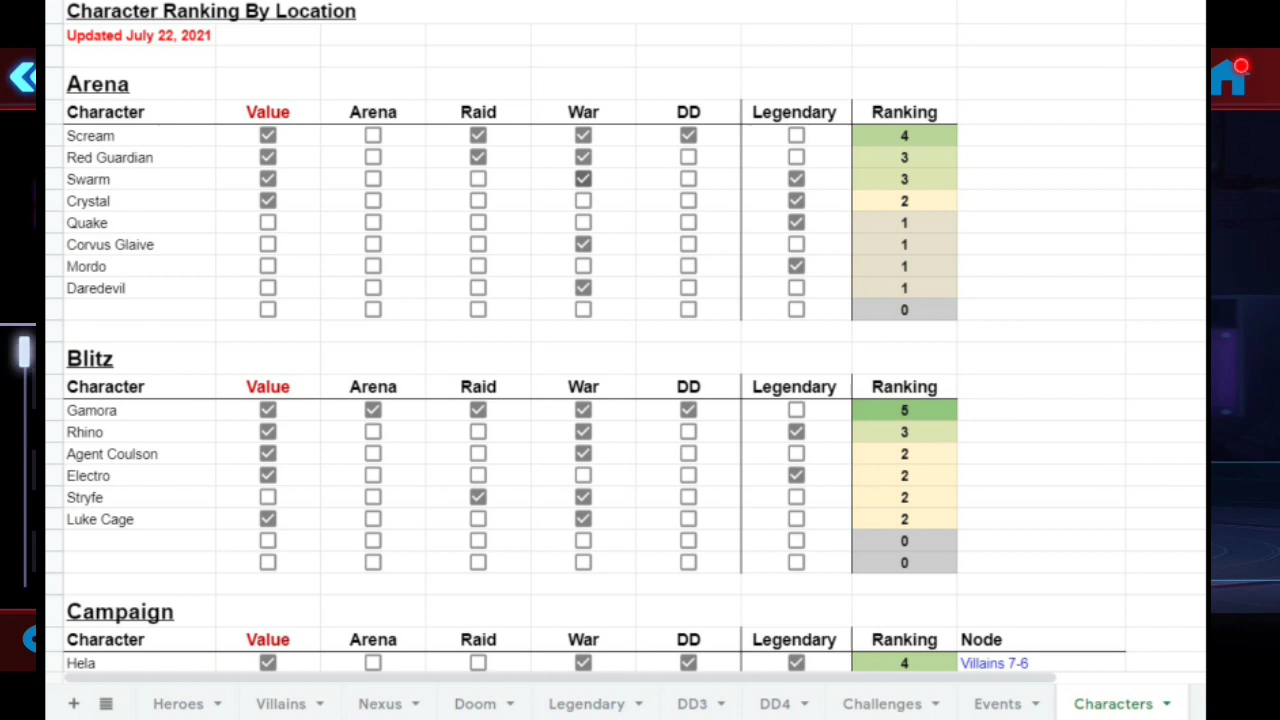 Character Ranking By Location
Updated July 22, 2021
Arena
Character Value Arena Raid War DD Legendary Ranking
Scream 4
Red Guardian 3
Swarm 3
Crystal 2
Quake 1
Corvus Glaive 1
Mordo 1
Daredevil 1
0
Blitz
Character Value Arena Raid War DD Legendary Ranking
Gamora 5
Rhino 3
Agent Coulson 2
Electro 2
Stryfe 2
Luke Cage 2
0
0
Campaign
Character Value Arena Raid War DD Legendary Ranking Node
Hela 4 Villains 7-6
+ Heroes Villains Nexus Doom Legendary DD3 DD4 Challenges Events Characters